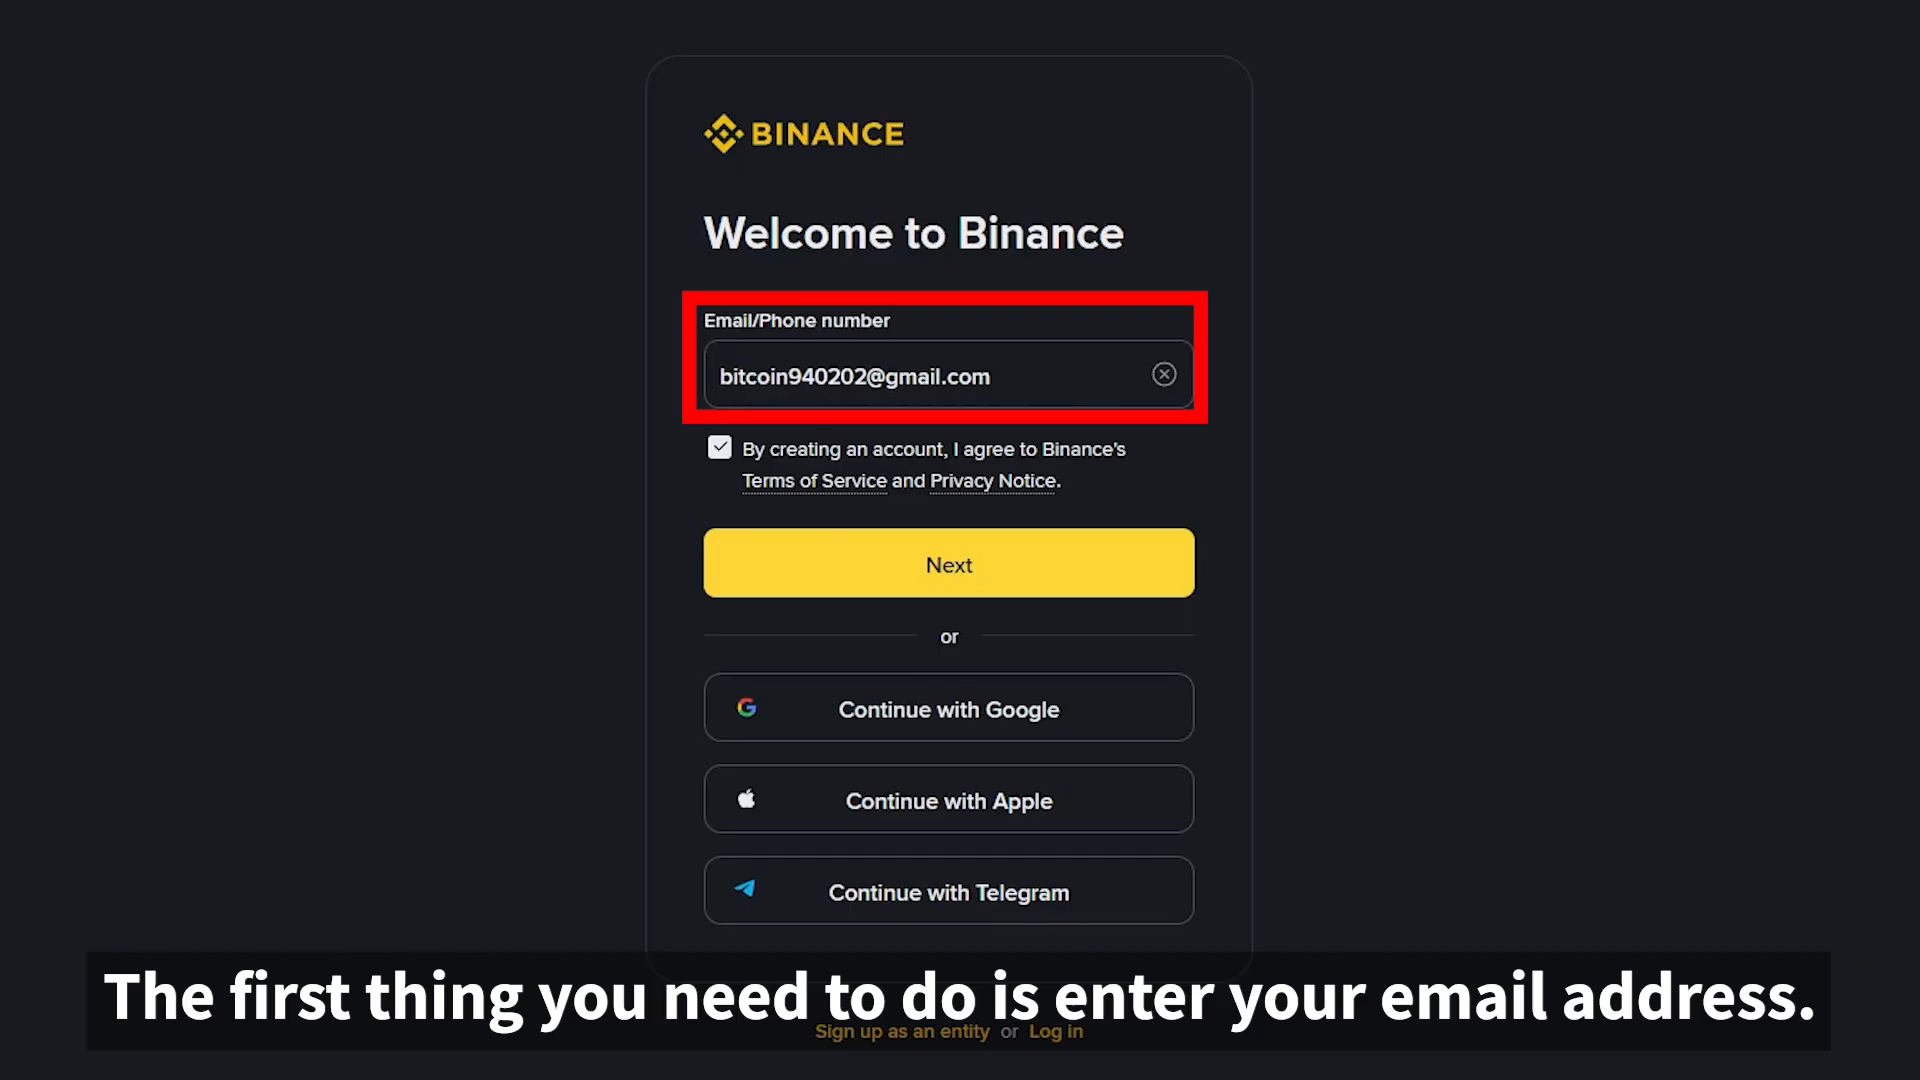 BINANCE
Welcome to Binance
Email/Phone number
bitcoin940202@gmail.com
By creating an account, I agree to Binance's
Terms of Service and Privacy Notice.
Next
or
Continue with Google
Continue with Apple
Continue with Telegram
The first thing you need to do is enter your email address.
Sign up as an entity or Log in